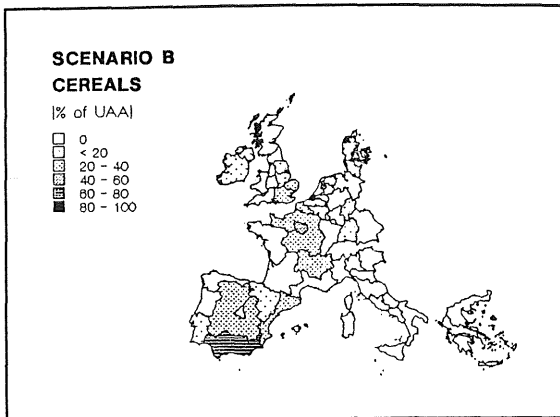 SCENARIO B
CEREALS
|% of UAA|
0
< 20
20 - 40
40 - 60
60 - 80
80 - 100